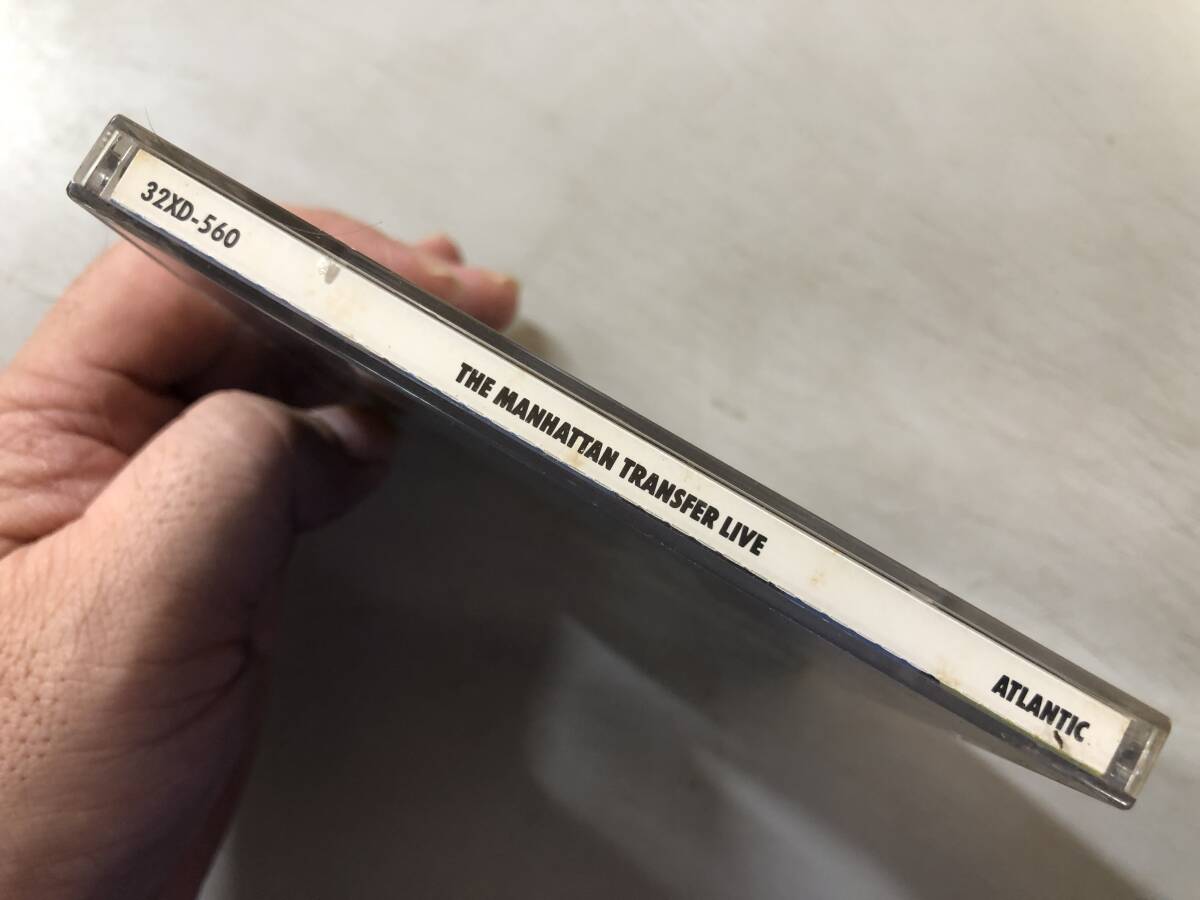 32XD-560
THE MANHATTAN TRANSFER LIVE
ATLANTIC